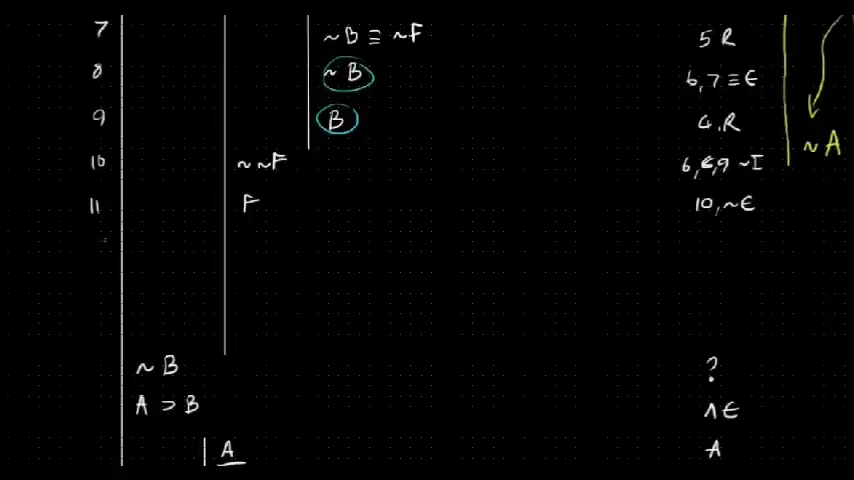 7 ~B ≡ ~F 5 R
8 ~B 6,7 ≡E
9 B 4,R
~A
10 ~~F 6,8,9 ~I
11 F 10,~E
~B ?
A ⊃ B ∧E
A A